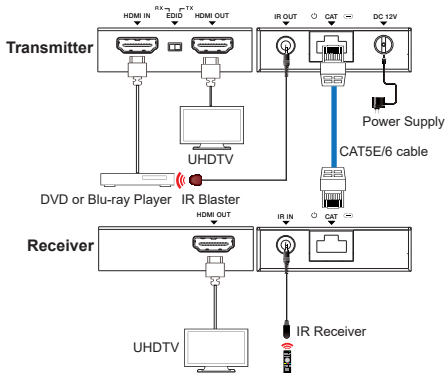 RX TX
HDMI IN EDID HDMI OUT IR OUT CAT DC 12V
Transmitter
Power Supply
UHDTV
CAT5E/6 cable
DVD or Blu-ray Player IR Blaster
HDMI OUT IR IN CAT
Receiver
IR Receiver
UHDTV